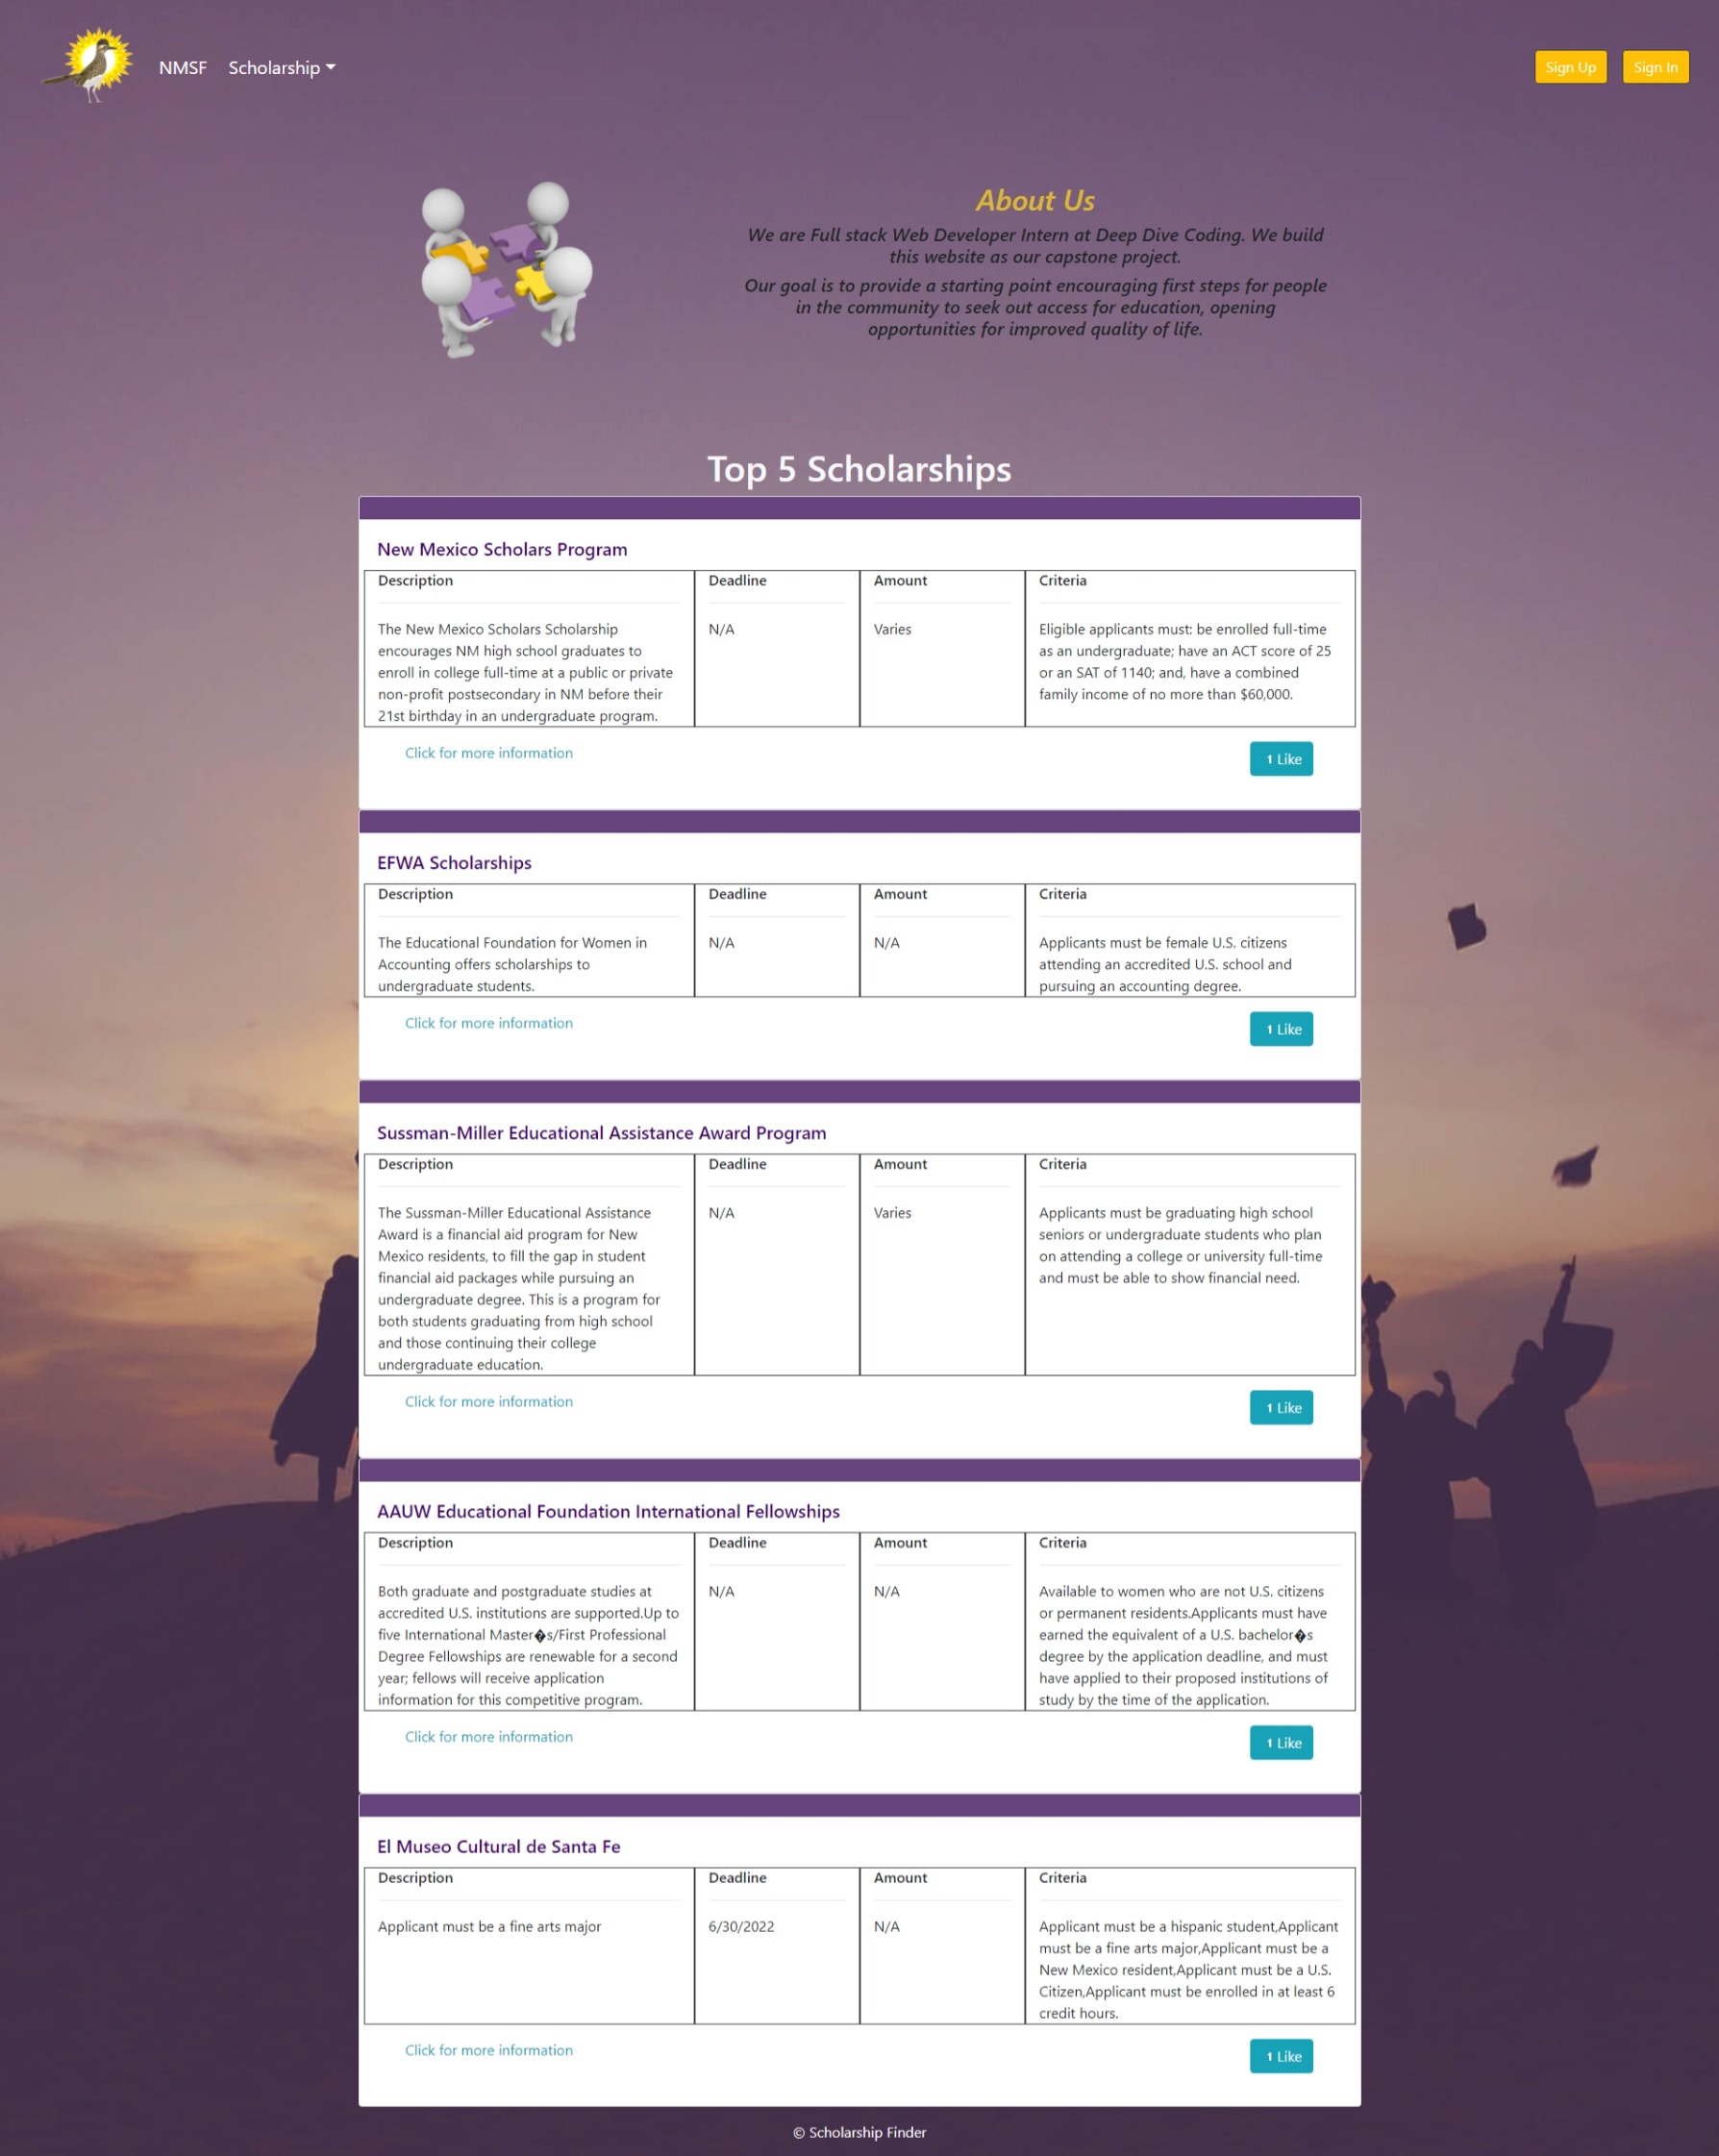 NMSF
Scholarship
Sign Up
Sign In
About Us
We are Full stack Web Developer Intern at Deep Dive Coding. We build
this website as our capstone project.
Our goal is to provide a starting point encouraging first steps for people
in the community to seek out access for education, opening
opportunities for improved quality of life.
Top 5 Scholarships
New Mexico Scholars Program
Description
The New Mexico Scholars Scholarship
encourages NM high school graduates to
enroll in college full-time at a public or private
non-profit postsecondary in NM before their
21st birthday in an undergraduate program.
Deadline
N/A
Amount
Varies
Criteria
Eligible applicants must: be enrolled full-time
as an undergraduate; have an ACT score of 25
or an SAT of 1140; and, have a combined
family income of no more than $60,000.
Click for more information
1 Like
EFWA Scholarships
Description
The Educational Foundation for Women in
Accounting offers scholarships to
undergraduate students.
Deadline
N/A
Amount
N/A
Criteria
Applicants must be female U.S. citizens
attending an accredited U.S. school and
pursuing an accounting degree.
Click for more information
1 Like
Sussman-Miller Educational Assistance Award Program
Description
The Sussman-Miller Educational Assistance
Award is a financial aid program for New
Mexico residents, to fill the gap in student
financial aid packages while pursuing an
undergraduate degree. This is a program for
both students graduating from high school
and those continuing their college
undergraduate education.
Deadline
N/A
Amount
Varies
Criteria
Applicants must be graduating high school
seniors or undergraduate students who plan
on attending a college or university full-time
and must be able to show financial need.
Click for more information
1 Like
AAUW Educational Foundation International Fellowships
Description
Both graduate and postgraduate studies at
accredited U.S. institutions are supported.Up to
five International Master�s/First Professional
Degree Fellowships are renewable for a second
year; fellows will receive application
information for this competitive program.
Deadline
N/A
Amount
N/A
Criteria
Available to women who are not U.S. citizens
or permanent residents.Applicants must have
earned the equivalent of a U.S. bachelor�s
degree by the application deadline, and must
have applied to their proposed institutions of
study by the time of the application.
Click for more information
1 Like
El Museo Cultural de Santa Fe
Description
Applicant must be a fine arts major
Deadline
6/30/2022
Amount
N/A
Criteria
Applicant must be a hispanic student,Applicant
must be a fine arts major,Applicant must be a
New Mexico resident,Applicant must be a U.S.
Citizen,Applicant must be enrolled in at least 6
credit hours.
Click for more information
1 Like
© Scholarship Finder